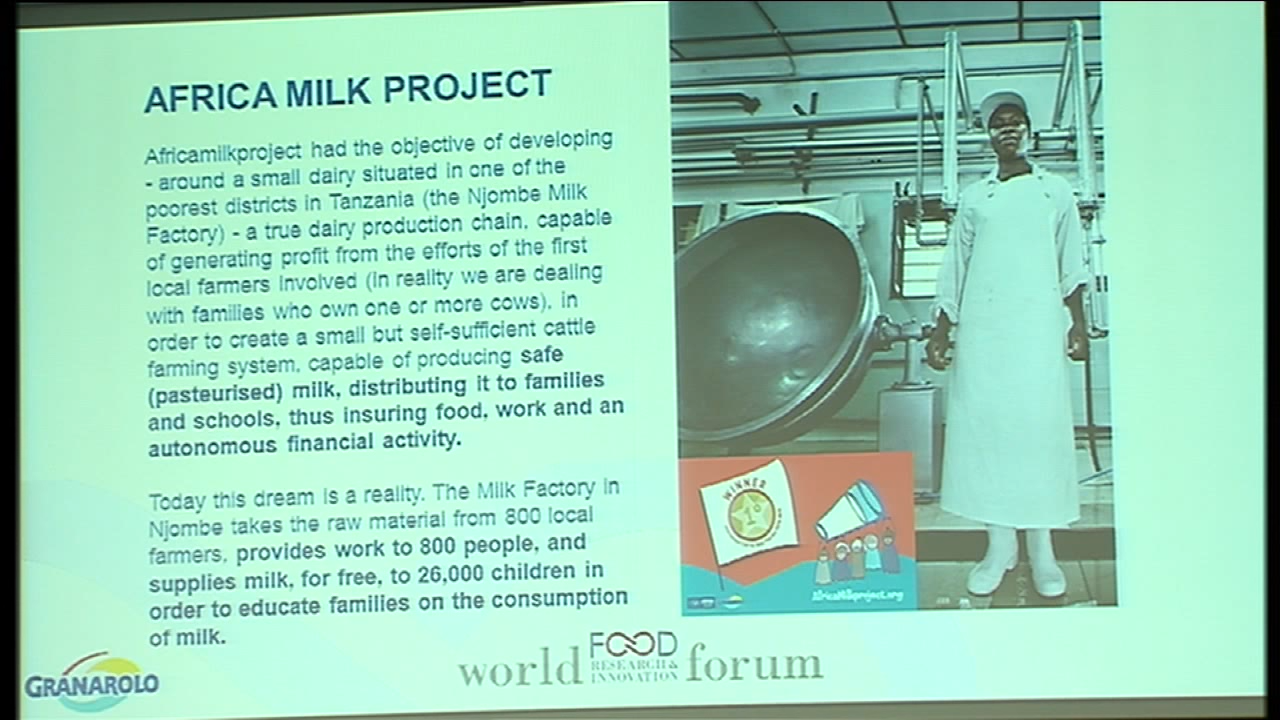 AFRICA MILK PROJECT
Africamilkproject had the objective of developing
- around a small dairy situated in one of the
poorest districts in Tanzania (the Njombe Milk
Factory) - a true dairy production chain, capable
of generating profit from the efforts of the first
local farmers involved (in reality we are dealing
with families who own one or more cows), in
order to create a small but self-sufficient cattle
farming system, capable of producing safe
(pasteurised) milk, distributing it to families
and schools, thus insuring food, work and an
autonomous financial activity.
Today this dream is a reality. The Milk Factory in
Njombe takes the raw material from 800 local
farmers, provides work to 800 people, and
supplies milk, for free, to 26,000 children in
order to educate families on the consumption
of milk.
WINNER
1°
AfricaMilkproject.org
GRANAROLO
world FOOD RESEARCH & INNOVATION forum